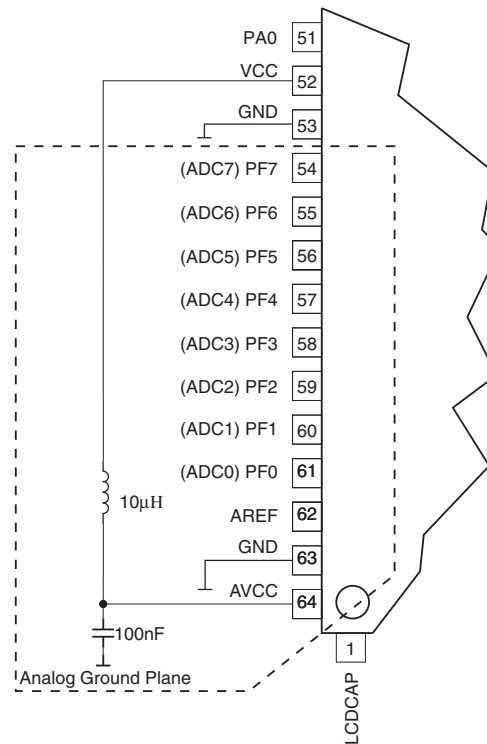 PA0 51
VCC 52
GND 53
(ADC7) PF7 54
(ADC6) PF6 55
(ADC5) PF5 56
(ADC4) PF4 57
(ADC3) PF3 58
(ADC2) PF2 59
(ADC1) PF1 60
(ADC0) PF0 61
10µH
AREF 62
GND 63
AVCC 64
100nF
1
Analog Ground Plane
LCDCAP